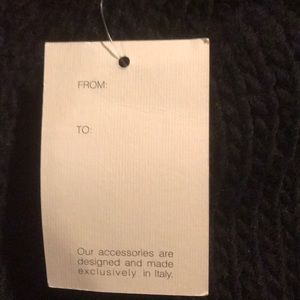 FROM:
TO:
Our accessories are
designed and made
exclusively in Italy.